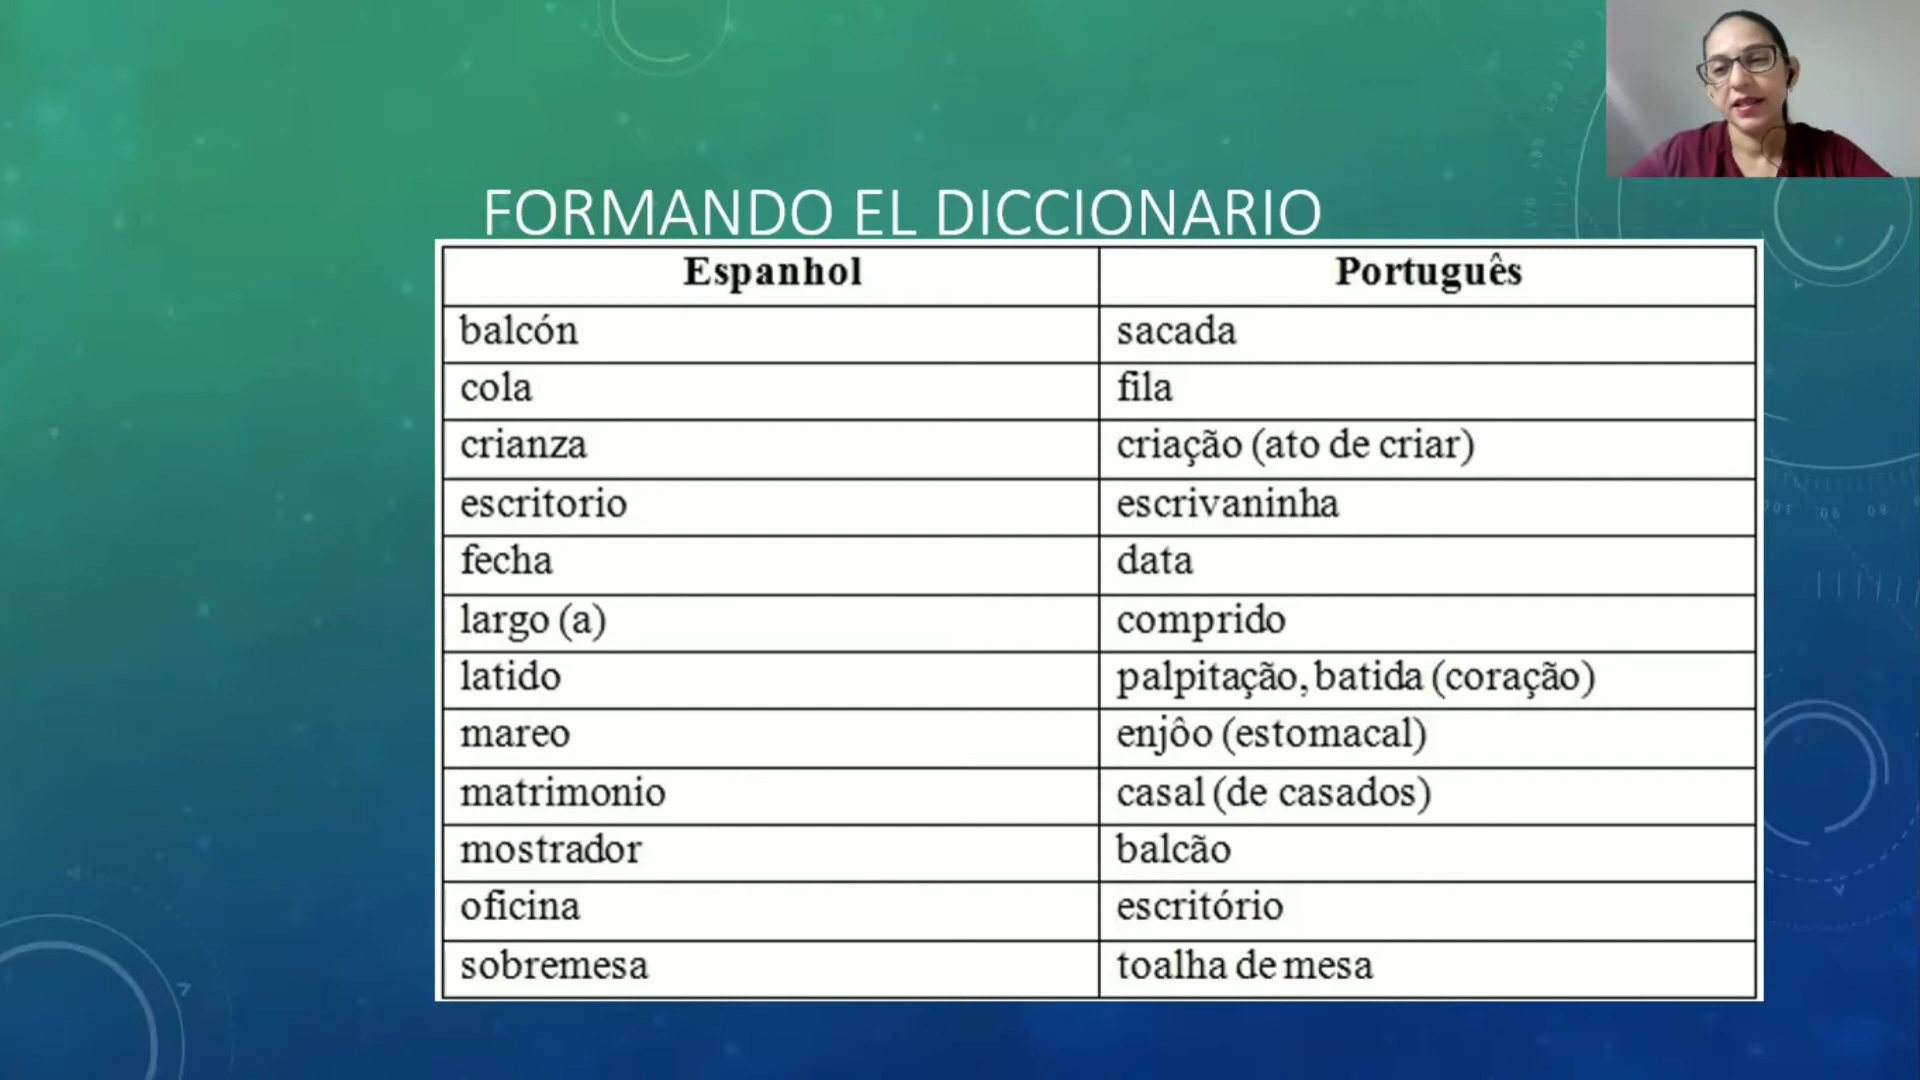 FORMANDO EL DICCIONARIO
Espanhol Português
balcón sacada
cola fila
crianza criação (ato de criar)
escritorio escrivaninha
fecha data
largo (a) comprido
latido palpitação, batida (coração)
mareo enjôo (estomacal)
matrimonio casal (de casados)
mostrador balcão
oficina escritório
sobremesa toalha de mesa